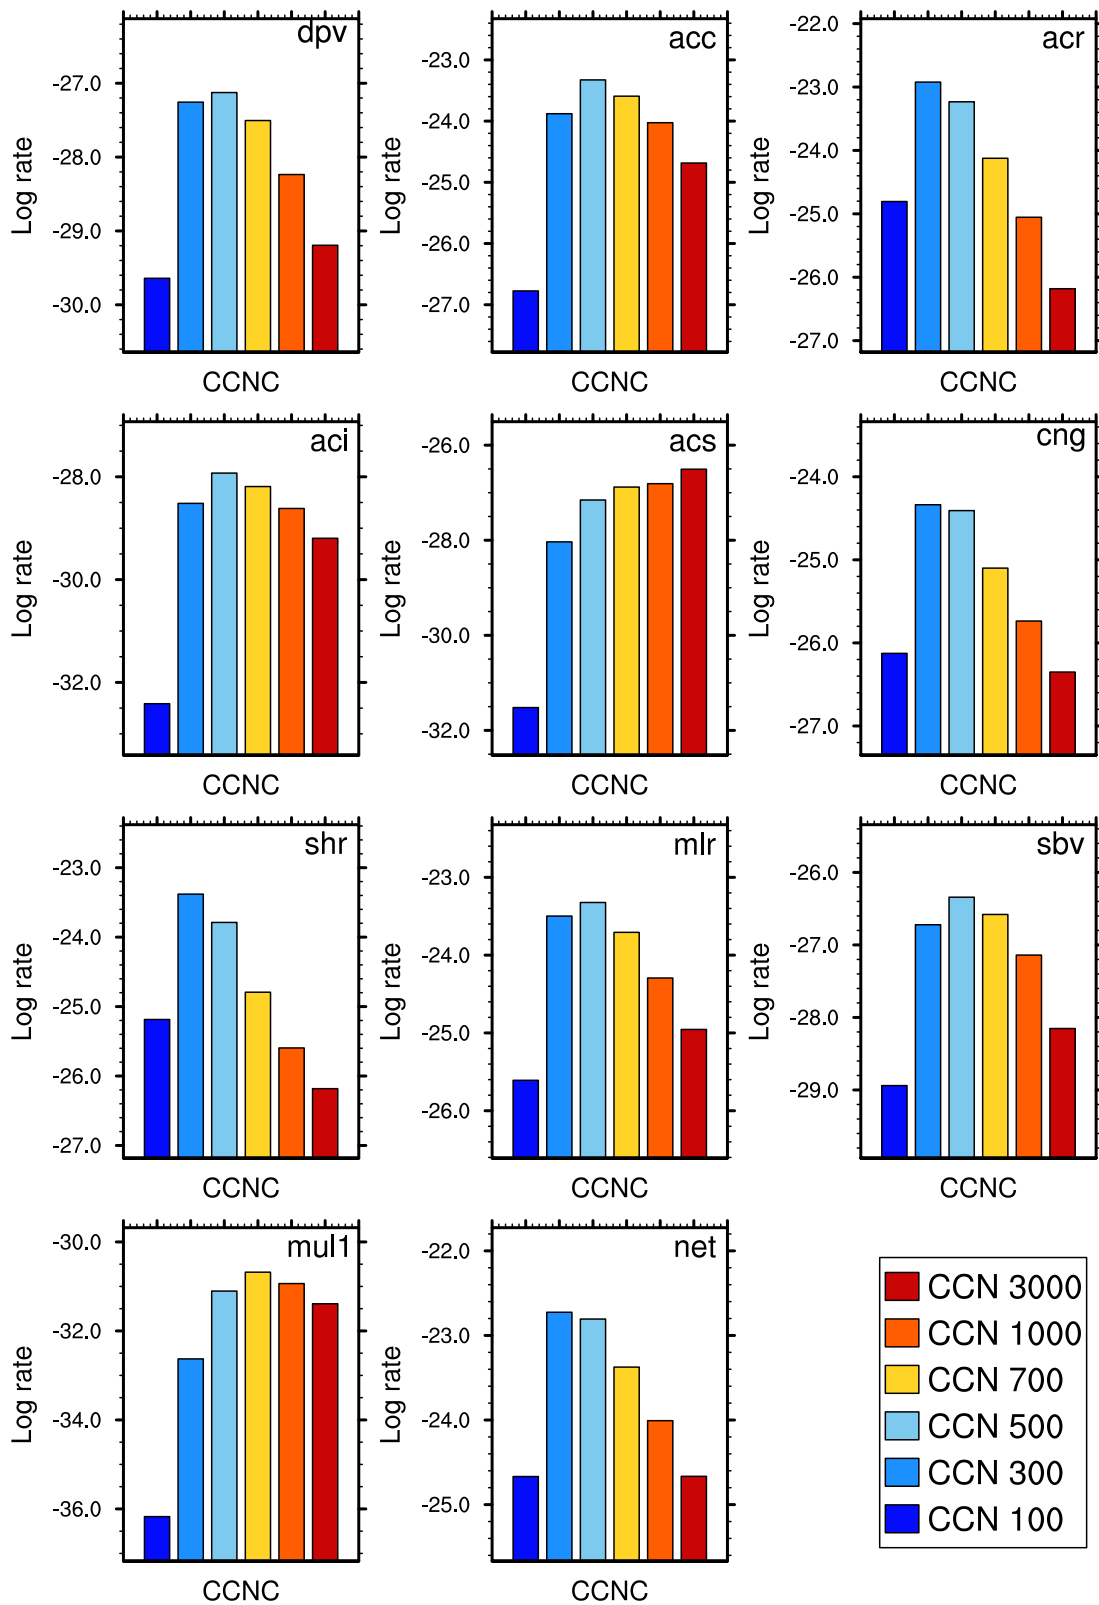 dpv
-27.0
-28.0
-29.0
-30.0
Log rate
CCNC
acc
-23.0
-24.0
-25.0
-26.0
-27.0
Log rate
CCNC
acr
-22.0
-23.0
-24.0
-25.0
-26.0
-27.0
Log rate
CCNC
aci
-28.0
-30.0
-32.0
Log rate
CCNC
acs
-26.0
-28.0
-30.0
-32.0
Log rate
CCNC
cng
-24.0
-25.0
-26.0
-27.0
Log rate
CCNC
shr
-23.0
-24.0
-25.0
-26.0
-27.0
Log rate
CCNC
mlr
-23.0
-24.0
-25.0
-26.0
Log rate
CCNC
sbv
-26.0
-27.0
-28.0
-29.0
Log rate
CCNC
mul1
-30.0
-32.0
-34.0
-36.0
Log rate
CCNC
net
-22.0
-23.0
-24.0
-25.0
Log rate
CCNC
CCN 3000
CCN 1000
CCN 700
CCN 500
CCN 300
CCN 100